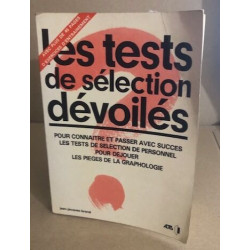 Les tests
de sélection
dévoilés
POUR CONNAITRE ET PASSER AVEC SUCCES
LES TESTS DE SELECTION DE PERSONNEL
POUR DEJOUER
LES PIEGES DE LA GRAPHOLOGIE